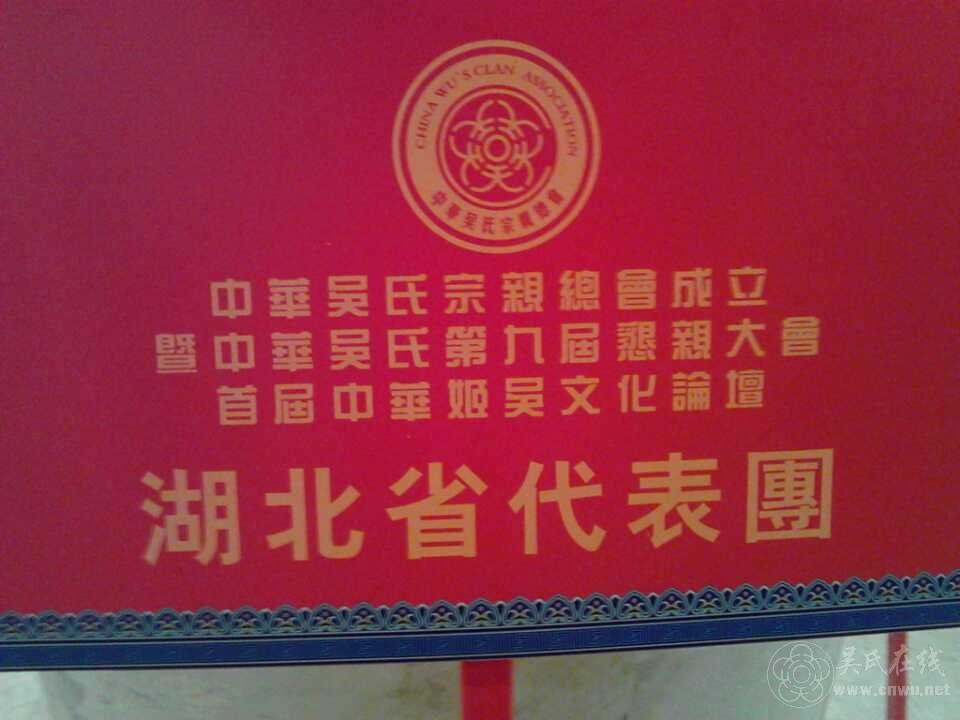 CHINA WU'S CLAN ASSOCIATION
中華吳氏宗親總會
中華吳氏宗親總會成立
暨中華吳氏第九屆懇親大會
首屆中華姬吳文化論壇
湖北省代表團
吴氏在线
www.cnwu.net